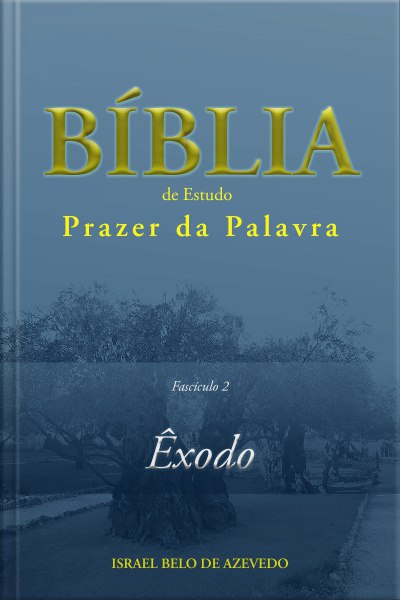 BÍBLIA
de Estudo
Prazer da Palavra
Fascículo 2
Êxodo
ISRAEL BELO DE AZEVEDO